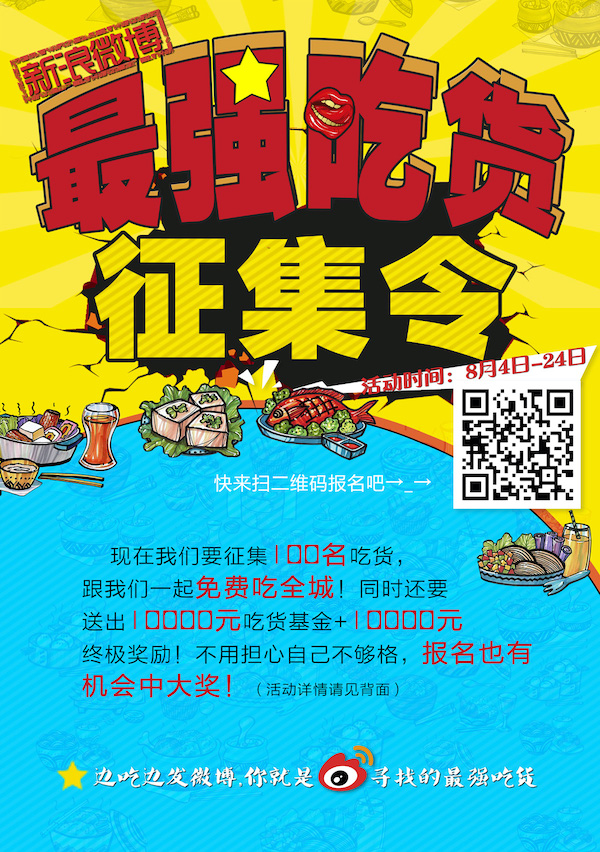 新浪微博
最强吃货
征集令
活动时间：8月4日-24日
快来扫二维码报名吧→_→
现在我们要征集100名吃货，
跟我们一起免费吃全城！同时还要
送出10000元吃货基金+10000元
终极奖励！不用担心自己不够格，报名也有
机会中大奖！（活动详情请见背面）
边吃边发微博，你就是寻找的最强吃货